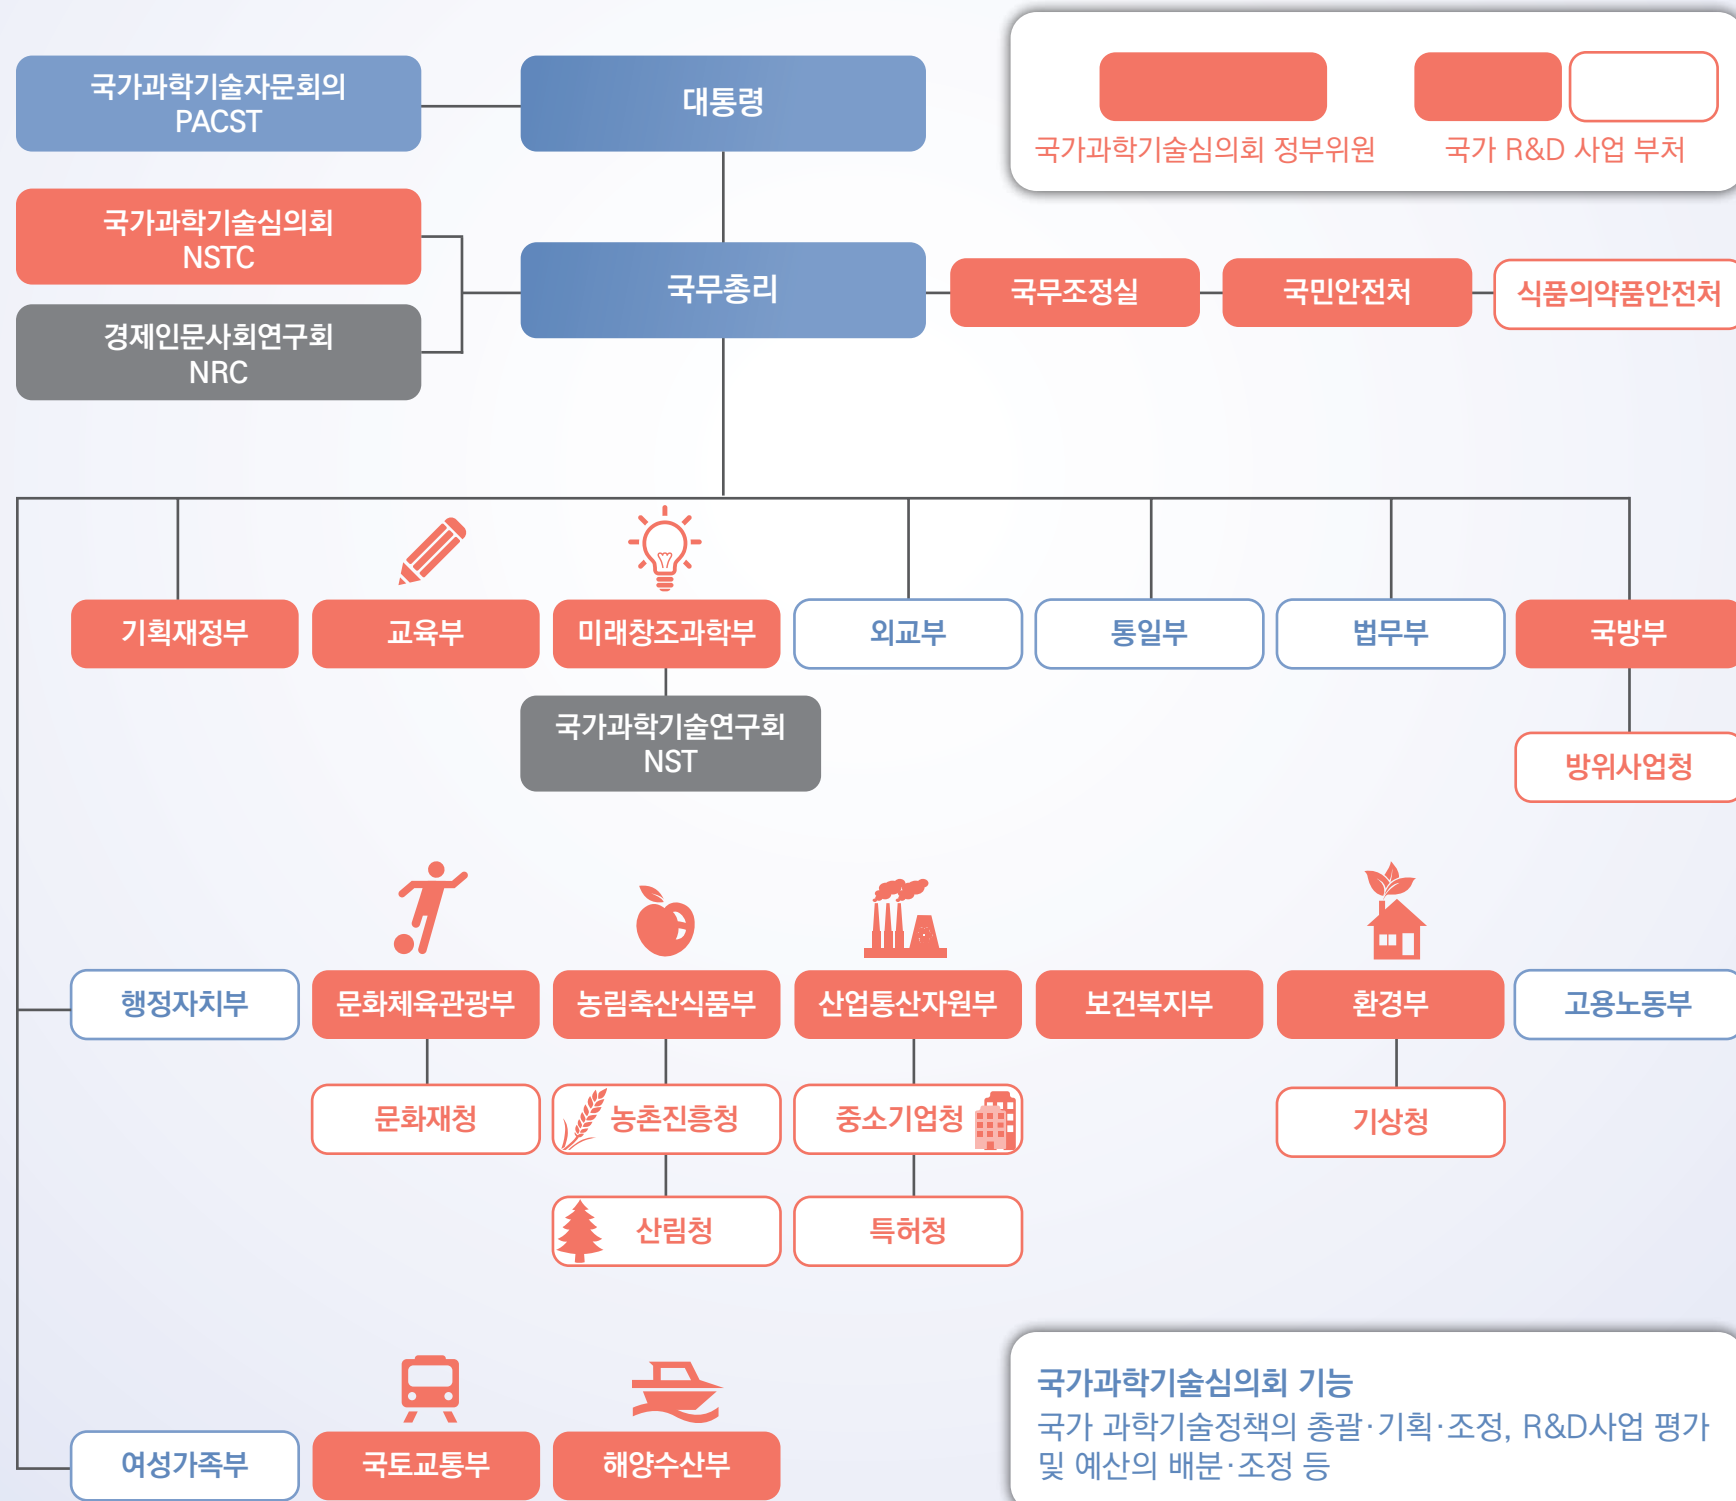 국가과학기술자문회의
PACST
대통령
국가과학기술심의회 정부위원
국가 R&D 사업 부처
국가과학기술심의회
NSTC
경제인문사회연구회
NRC
국무총리
국무조정실
국민안전처
식품의약품안전처
기획재정부
교육부
미래창조과학부
외교부
통일부
법무부
국방부
국가과학기술연구회
NST
방위사업청
행정자치부
문화체육관광부
농림축산식품부
산업통산자원부
보건복지부
환경부
고용노동부
문화재청
농촌진흥청
중소기업청
기상청
산림청
특허청
여성가족부
국토교통부
해양수산부
국가과학기술심의회 기능
국가 과학기술정책의 총괄·기획·조정, R&D사업 평가
및 예산의 배분·조정 등